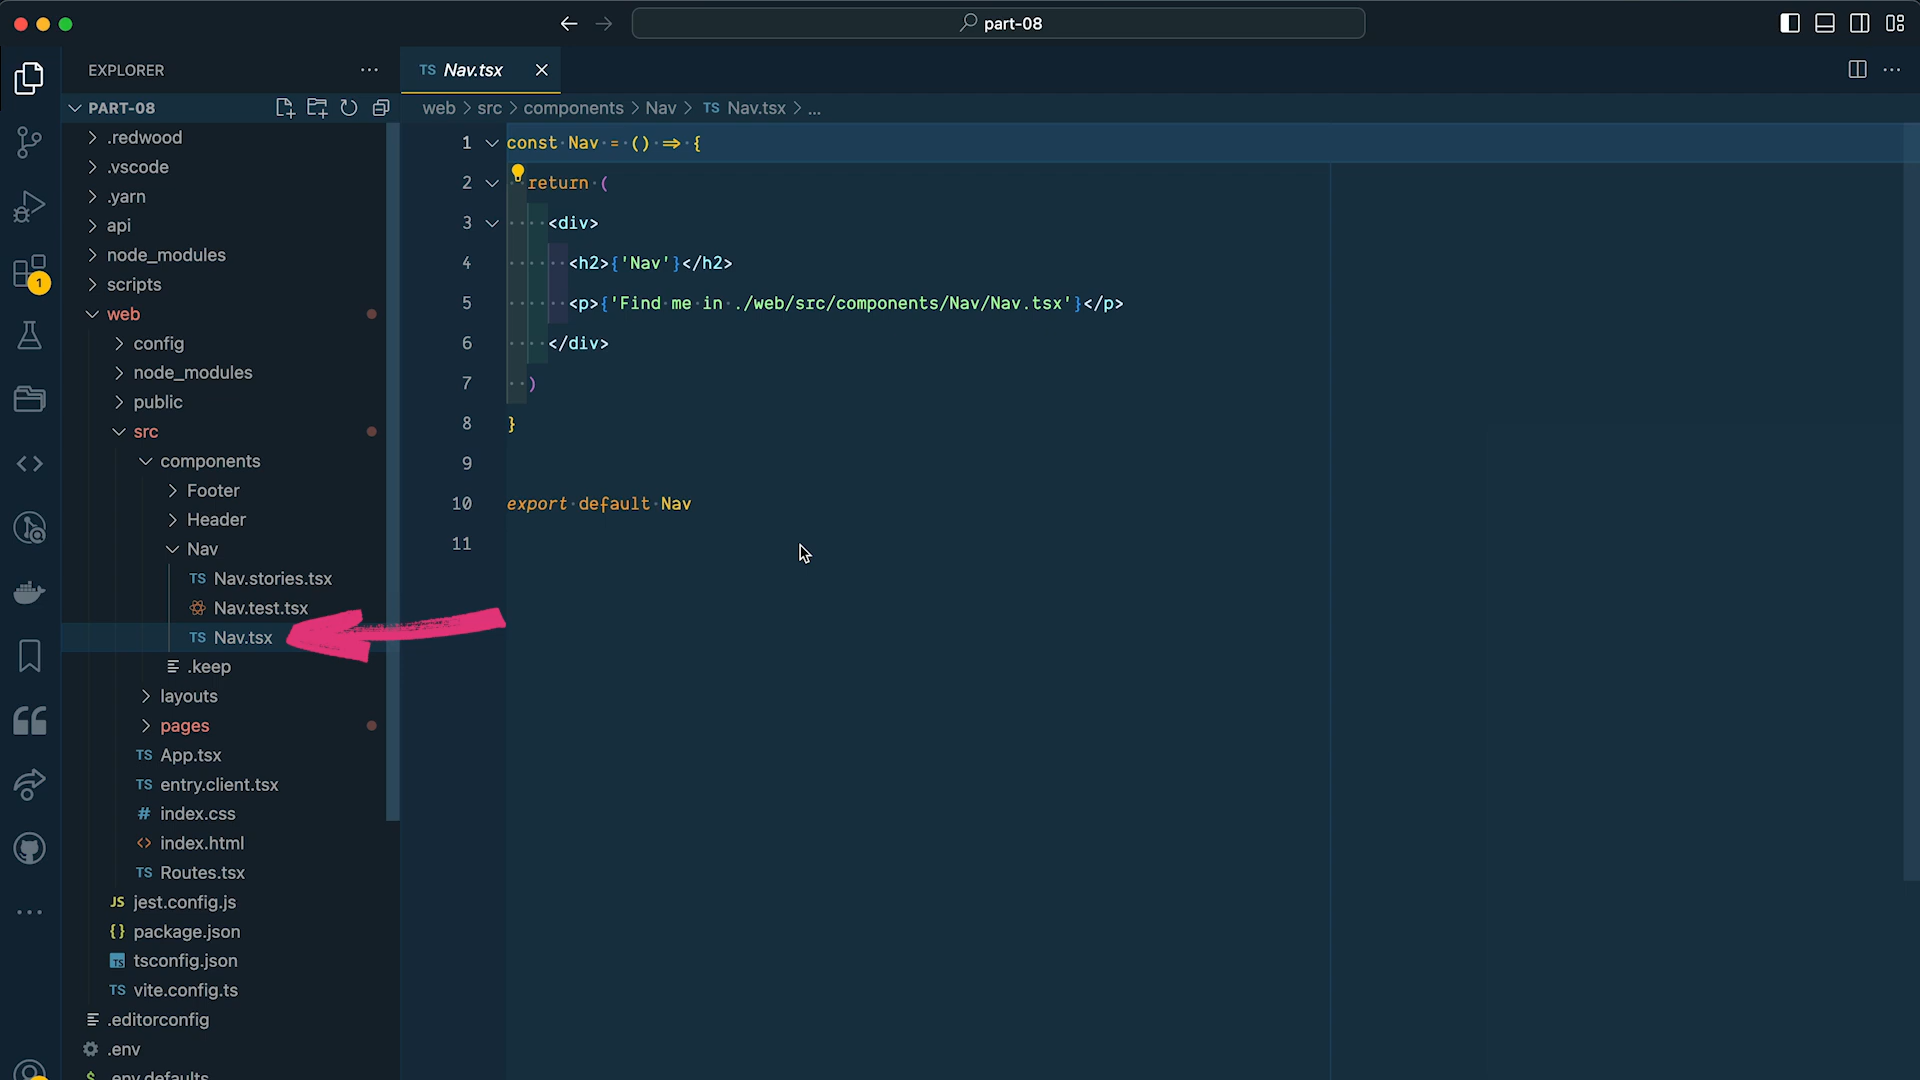 part-08
EXPLORER
TS Nav.tsx
PART-08
web > src > components > Nav > TS Nav.tsx > ...
.redwood
.vscode
.yarn
api
node_modules
scripts
web
config
node_modules
public
src
components
Footer
Header
Nav
TS Nav.stories.tsx
Nav.test.tsx
TS Nav.tsx
.keep
layouts
pages
TS App.tsx
TS entry.client.tsx
# index.css
<> index.html
TS Routes.tsx
JS jest.config.js
{} package.json
TS tsconfig.json
TS vite.config.ts
.editorconfig
.env
$ .env.defaults
1
1 const Nav = () => {
2 return (
3 <div>
4 <h2>{'Nav'}</h2>
5 <p>{'Find me in ./web/src/components/Nav/Nav.tsx'}</p>
6 </div>
7 )
8 }
9
10 export default Nav
11